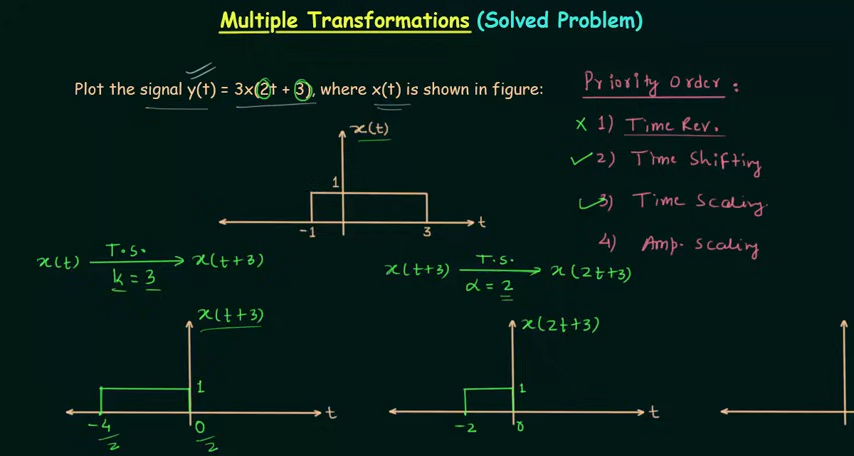 Multiple Transformations (Solved Problem)
Plot the signal y(t) = 3x(2t + 3), where x(t) is shown in figure:
Priority Order :
x 1) Time Rev.
✓ 2) Time Shifting
✓ 3) Time Scaling
4) Amp. Scaling
x(t)
1
-1 3 t
x(t) T.S. k = 3 x(t+3)
x(t+3) T.S. α = 2 x(2t+3)
x(t+3)
1
t
-4/2 0/2
x(2t+3)
1
t
-2 0